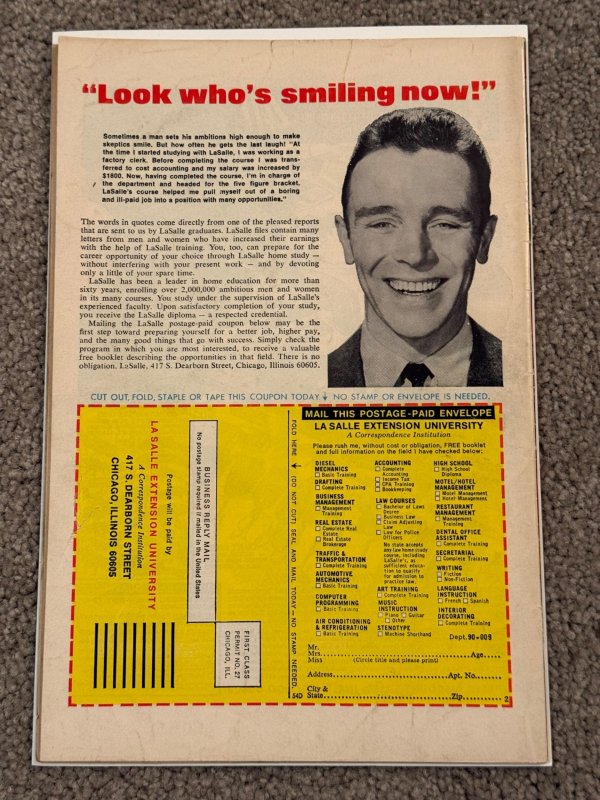 “Look who’s smiling now!”
Sometimes a man sets his ambitions high enough to make
skeptics smile. But how often he gets the last laugh! “At
the time I started studying with LaSalle, I was working as a
factory clerk. Before completing the course I was trans-
ferred to cost accounting and my salary was increased by
$1800. Now, having completed the course, I’m in charge of
the department and headed for the five figure bracket.
LaSalle’s course helped me pull myself out of a boring
and ill-paid job into a position with many opportunities.”
The words in quotes come directly from one of the pleased reports
that are sent to us by LaSalle graduates. LaSalle files contain many
letters from men and women who have increased their earnings
with the help of LaSalle training. You, too, can prepare for the
career opportunity of your choice through LaSalle home study —
without interfering with your present work — and by devoting
only a little of your spare time.
LaSalle has been a leader in home education for more than
sixty years, enrolling over 2,000,000 ambitious men and women
in its many courses. You study under the supervision of LaSalle’s
experienced faculty. Upon satisfactory completion of your study,
you receive the LaSalle diploma — a respected credential.
Mailing the LaSalle postage-paid coupon below may be the
first step toward preparing yourself for a better job, higher pay,
and the many good things that go with success. Simply check the
program in which you are most interested, to receive a valuable
free booklet describing the opportunities in that field. There is no
obligation. LaSalle, 417 S. Dearborn Street, Chicago, Illinois 60605.
CUT OUT, FOLD, STAPLE OR TAPE THIS COUPON TODAY ↓ NO STAMP OR ENVELOPE IS NEEDED.
FIRST CLASS
PERMIT NO. 27
CHICAGO, ILL.
BUSINESS REPLY MAIL
No postage stamp required if mailed in the United States
Postage will be paid by
LA SALLE EXTENSION UNIVERSITY
A Correspondence Institution
417 S. DEARBORN STREET
CHICAGO, ILLINOIS 60605
FOLD HERE ↓ (DO NOT CUT) SEAL AND MAIL TODAY—NO STAMP NEEDED.
MAIL THIS POSTAGE-PAID ENVELOPE
LA SALLE EXTENSION UNIVERSITY
A Correspondence Institution
Please rush me, without cost or obligation, FREE booklet
and full information on the field I have checked below:
DIESEL
MECHANICS
□ Basic Training
DRAFTING
□ Complete Training
BUSINESS
MANAGEMENT
□ Management
Training
REAL ESTATE
□ Complete Real
Estate
□ Real Estate
Brokerage
TRAFFIC &
TRANSPORTATION
□ Complete Training
AUTOMOTIVE
MECHANICS
□ Basic Training
COMPUTER
PROGRAMMING
□ Basic Training
AIR CONDITIONING
& REFRIGERATION
□ Basic Training
ACCOUNTING
□ Complete
Accounting
□ Income Tax
□ CPA Training
□ Bookkeeping
LAW COURSES
□ Bachelor of Laws
Degree
□ Business Law
□ Claims Adjusting
Law
□ Law for Police
Officers
No state accepts
any law home study
course, including
LaSalle’s, as
sufficient educa-
tion to qualify
for admission to
practice law.
ART TRAINING
□ Complete Training
MUSIC
INSTRUCTION
□ Piano □ Guitar
□ Other
STENOTYPE
□ Machine Shorthand
HIGH SCHOOL
□ High School
Diploma
MOTEL/HOTEL
MANAGEMENT
□ Motel Management
□ Hotel Management
RESTAURANT
MANAGEMENT
□ Management
Training
DENTAL OFFICE
ASSISTANT
□ Complete Training
SECRETARIAL
□ Complete Training
WRITING
□ Fiction
□ Non-Fiction
LANGUAGE
INSTRUCTION
□ French □ Spanish
INTERIOR
DECORATING
□ Complete Training
Dept. 90-009
Mr.
Mrs. Age
Miss (Circle title and please print)
Address Apt. No.
City &
State Zip
54D 2